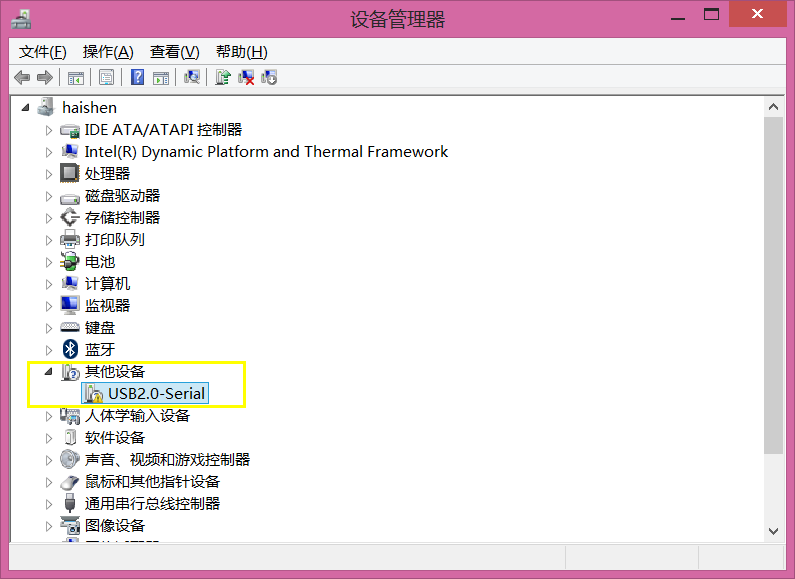 设备管理器
文件(F) 操作(A) 查看(V) 帮助(H)
haishen
IDE ATA/ATAPI 控制器
Intel(R) Dynamic Platform and Thermal Framework
处理器
磁盘驱动器
存储控制器
打印队列
电池
计算机
监视器
键盘
蓝牙
其他设备
USB2.0-Serial
人体学输入设备
软件设备
声音、视频和游戏控制器
鼠标和其他指针设备
通用串行总线控制器
图像设备